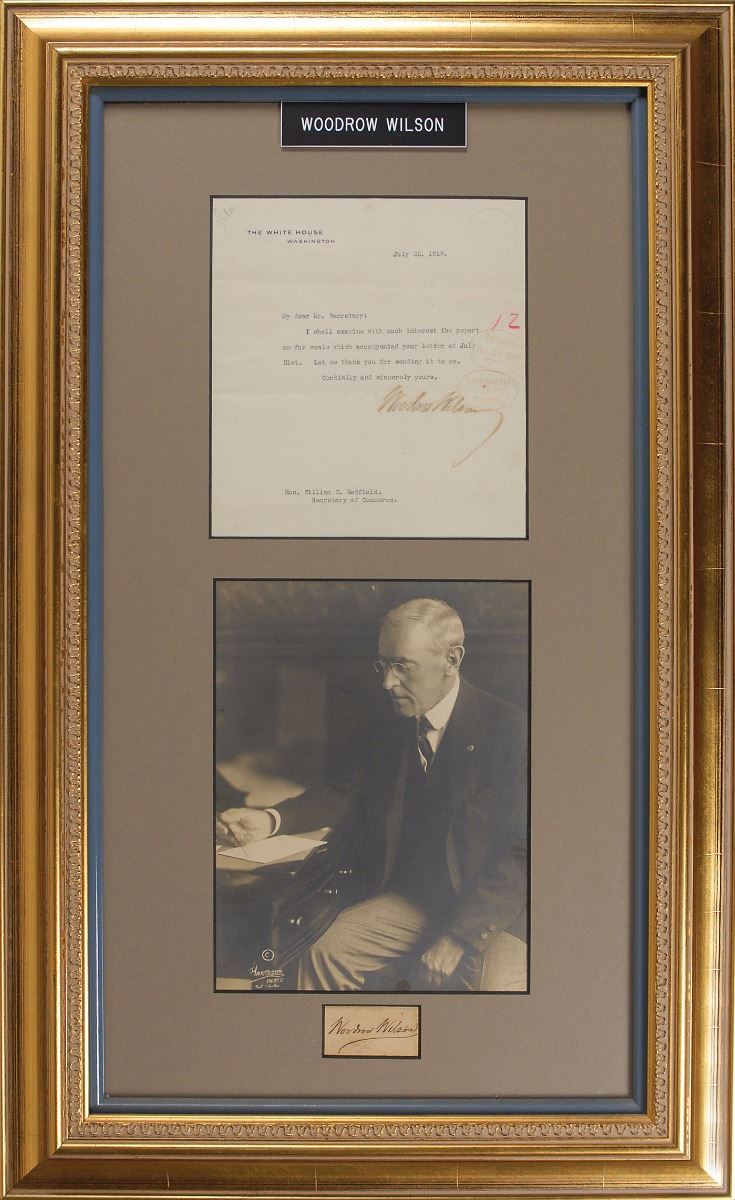 WOODROW WILSON
THE WHITE HOUSE
WASHINGTON
July 22, 1918.
12
My dear Mr. Secretary:
I shall examine with much interest the report
on fur seals which accompanied your letter of July
21st. Let me thank you for sending it to me.
Cordially and sincerely yours,
Woodrow Wilson
Hon. William C. Redfield,
Secretary of Commerce.
©
Woodrow Wilson